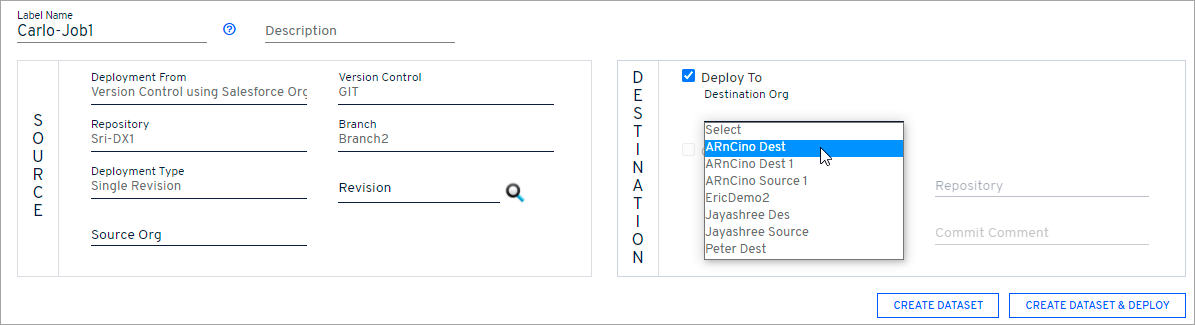 Label Name
Carlo-Job1
Description
SOURCE
Deployment From
Version Control using Salesforce Org
Version Control
GIT
Repository
Sri-DX1
Branch
Branch2
Deployment Type
Single Revision
Revision
Source Org
DESTINATION
Deploy To
Destination Org
Select
ARnCino Dest
ARnCino Dest 1
ARnCino Source 1
EricDemo2
Jayashree Des
Jayashree Source
Peter Dest
Repository
Commit Comment
CREATE DATASET
CREATE DATASET & DEPLOY